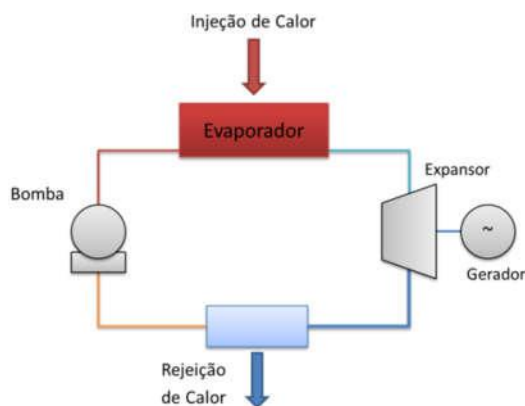 Injeção de Calor
Evaporador
Expansor
Bomba
~
Gerador
Rejeição
de Calor